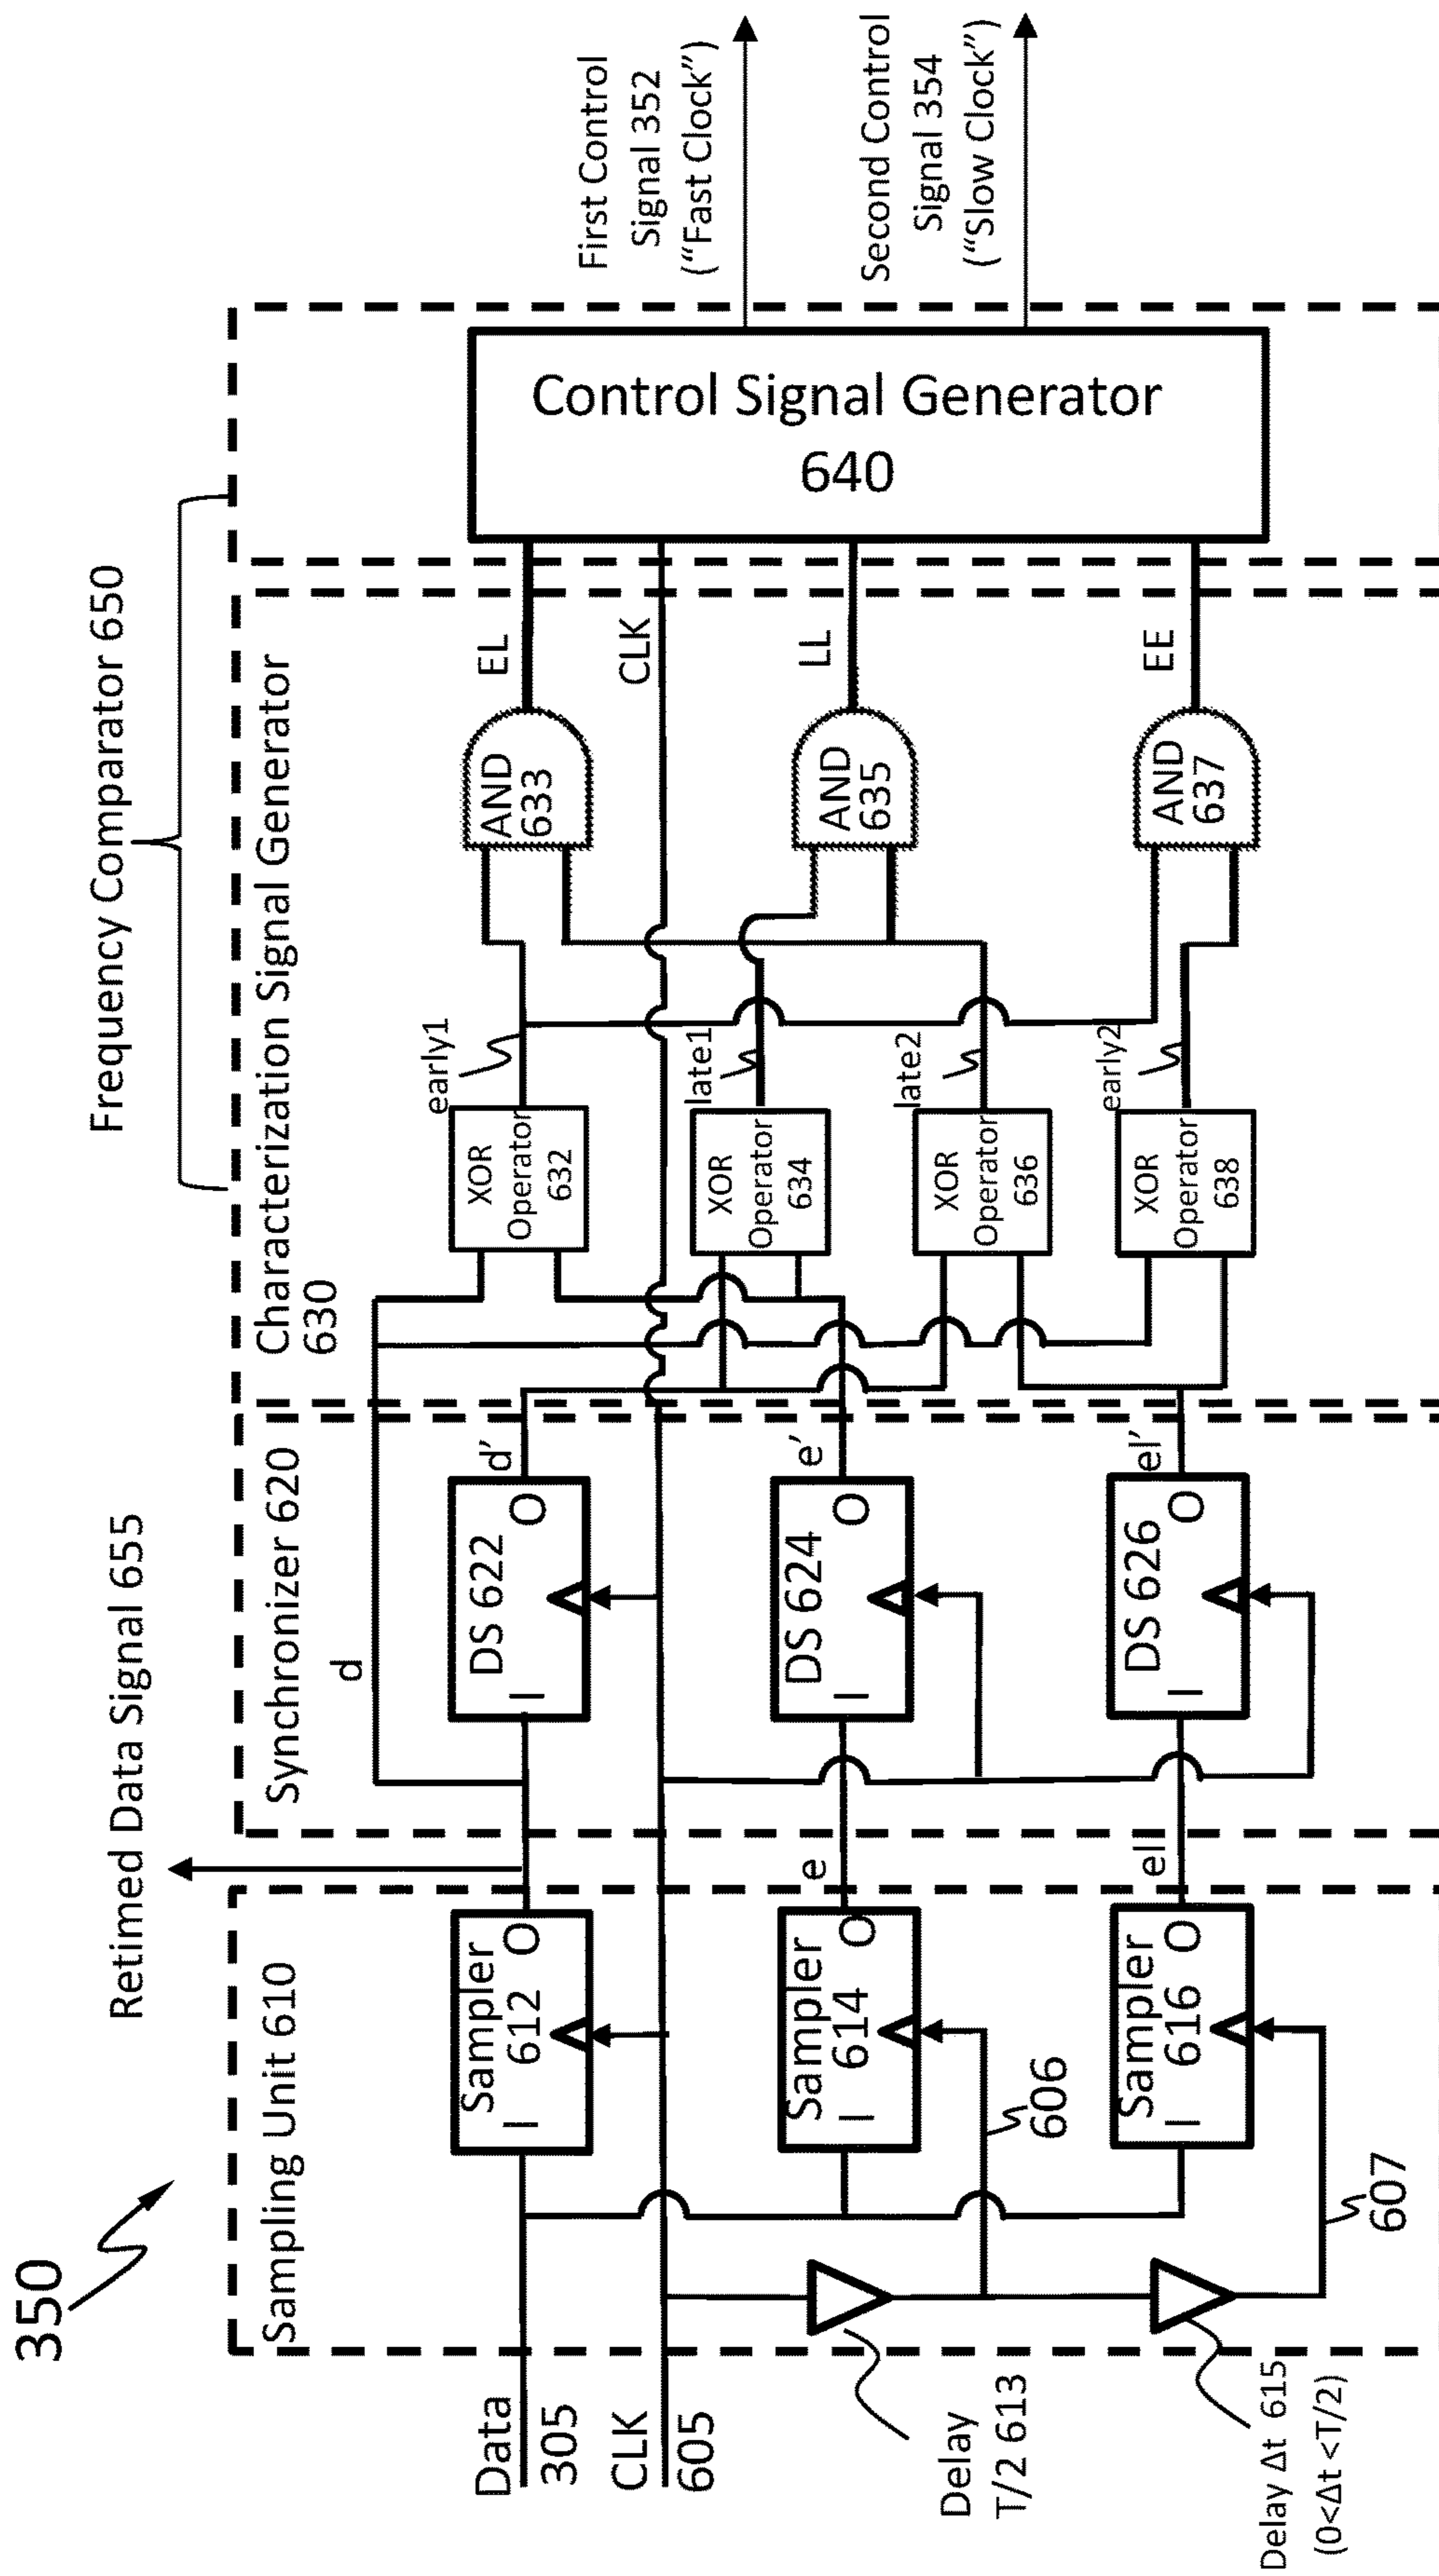 350
Frequency Comparator 650
Retimed Data Signal 655
Sampling Unit 610
Synchronizer 620
Characterization Signal Generator
630
Data
305
CLK
605
Delay
T/2 613
Delay Δt 615
(0<Δt <T/2)
606
607
Sampler
612
I
O
Sampler
614
I
O
Sampler
616
I
O
d
e
el
DS 622
I
O
DS 624
I
O
DS 626
I
O
d'
e'
el'
XOR
Operator
632
XOR
Operator
634
XOR
Operator
636
XOR
Operator
638
early1
late1
late2
early2
AND
633
AND
635
AND
637
EL
CLK
LL
EE
Control Signal Generator
640
First Control
Signal 352
("Fast Clock")
Second Control
Signal 354
("Slow Clock")